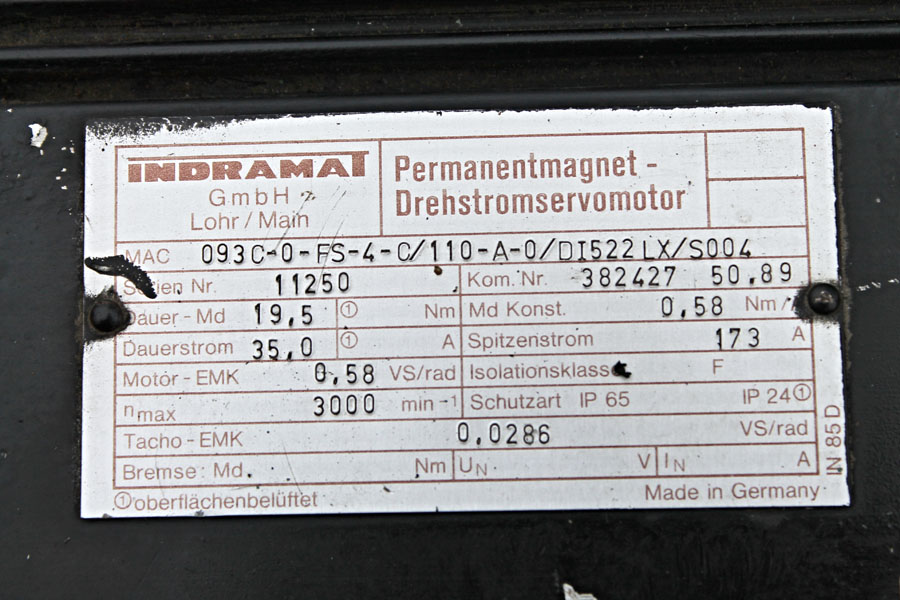 INDRAMAT
GmbH
Lohr / Main
Permanentmagnet -
Drehstromservomotor
MAC 093C-0-FS-4-C/110-A-0/DI522LX/S004
Serien Nr. 11250
Kom. Nr. 382427 50.89
Dauer - Md 19,5 ① Nm
Md Konst. 0,58 Nm/
Dauerstrom 35,0 ① A
Spitzenstrom 173 A
Motor - EMK 0,58 VS/rad
Isolationsklasse F
n max 3000 min -1
Schutzart IP 65 IP 24①
Tacho - EMK 0,0286 VS/rad
Bremse: Md. Nm UN V IN A
①oberflächenbelüftet
Made in Germany
IN 85 D